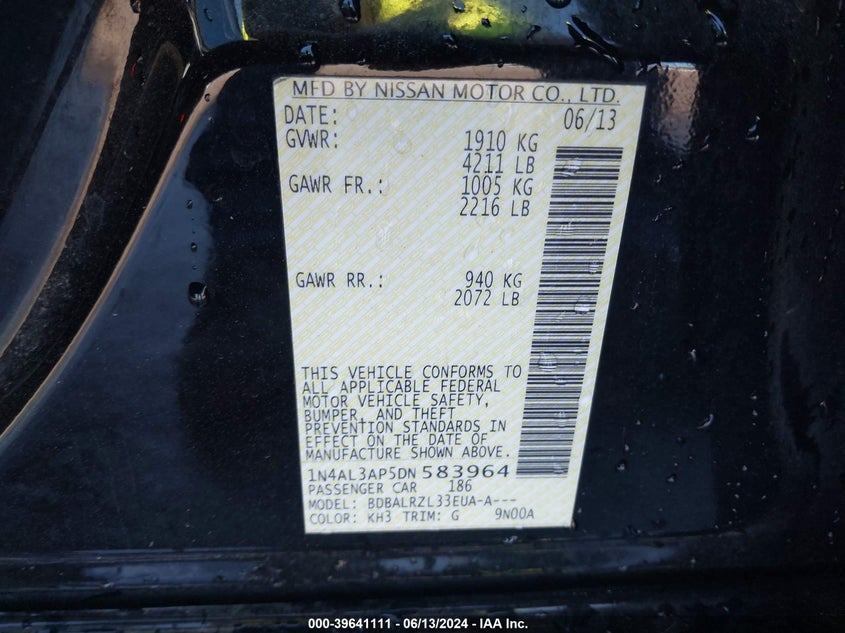 MFD BY NISSAN MOTOR CO., LTD.
DATE: 06/13
GVWR: 1910 KG
4211 LB
GAWR FR.: 1005 KG
2216 LB
GAWR RR.: 940 KG
2072 LB
THIS VEHICLE CONFORMS TO
ALL APPLICABLE FEDERAL
MOTOR VEHICLE SAFETY,
BUMPER, AND THEFT
PREVENTION STANDARDS IN
EFFECT ON THE DATE OF
MANUFACTURE SHOWN ABOVE.
1N4AL3AP5DN 583964
PASSENGER CAR 186
MODEL: BDBALRZL33EUA-A---
COLOR: KH3 TRIM: G 9N00A
000-39641111 - 06/13/2024 - IAA Inc.